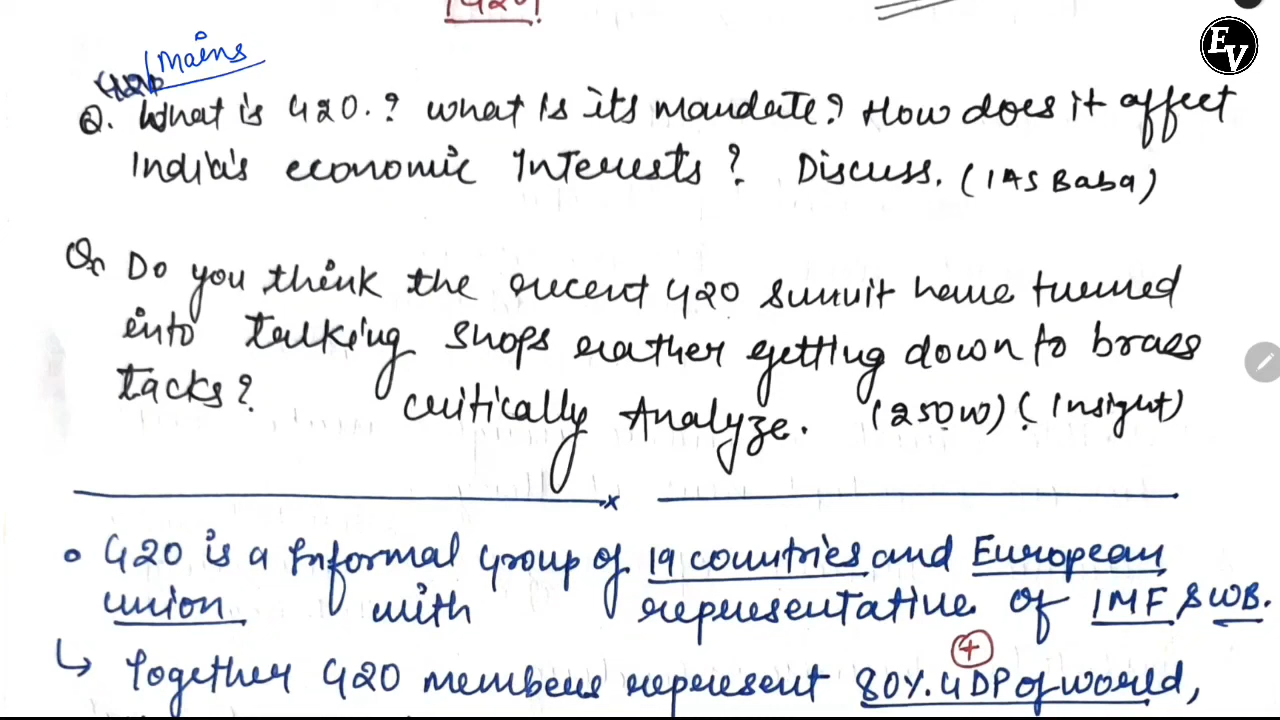 G20!
EV
Mains
Q. What is G20.? what is its mandate? How does it affect
India's economic Interests? Discuss. (IAS Baba)
Qn Do you think the recent G20 summit have turned
into talking shops rather getting down to brass
tacks? critically Analyze. (250W) (Insight)
• G20 is a Informal Group of 19 countries and European
union with representative of IMF & WB.
↳ Together G20 members represent 80%. GDP of world,